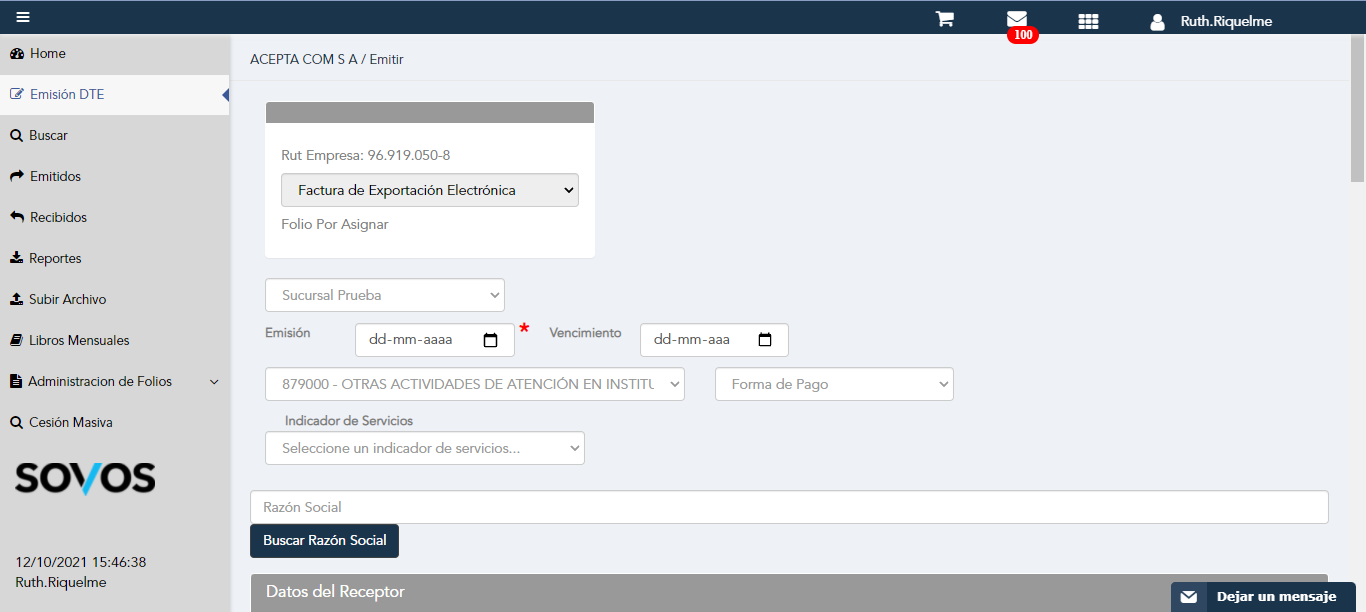 100
Ruth.Riquelme
Home
Emisión DTE
Buscar
Emitidos
Recibidos
Reportes
Subir Archivo
Libros Mensuales
Administracion de Folios
Cesión Masiva
SOVOS
12/10/2021 15:46:38
Ruth.Riquelme
ACEPTA COM S A / Emitir
Rut Empresa: 96.919.050-8
Factura de Exportación Electrónica
Folio Por Asignar
Sucursal Prueba
Emisión dd-mm-aaaa * Vencimiento dd-mm-aaa
879000 - OTRAS ACTIVIDADES DE ATENCIÓN EN INSTITU Forma de Pago
Indicador de Servicios
Seleccione un indicador de servicios...
Razón Social
Buscar Razón Social
Datos del Receptor
Dejar un mensaje